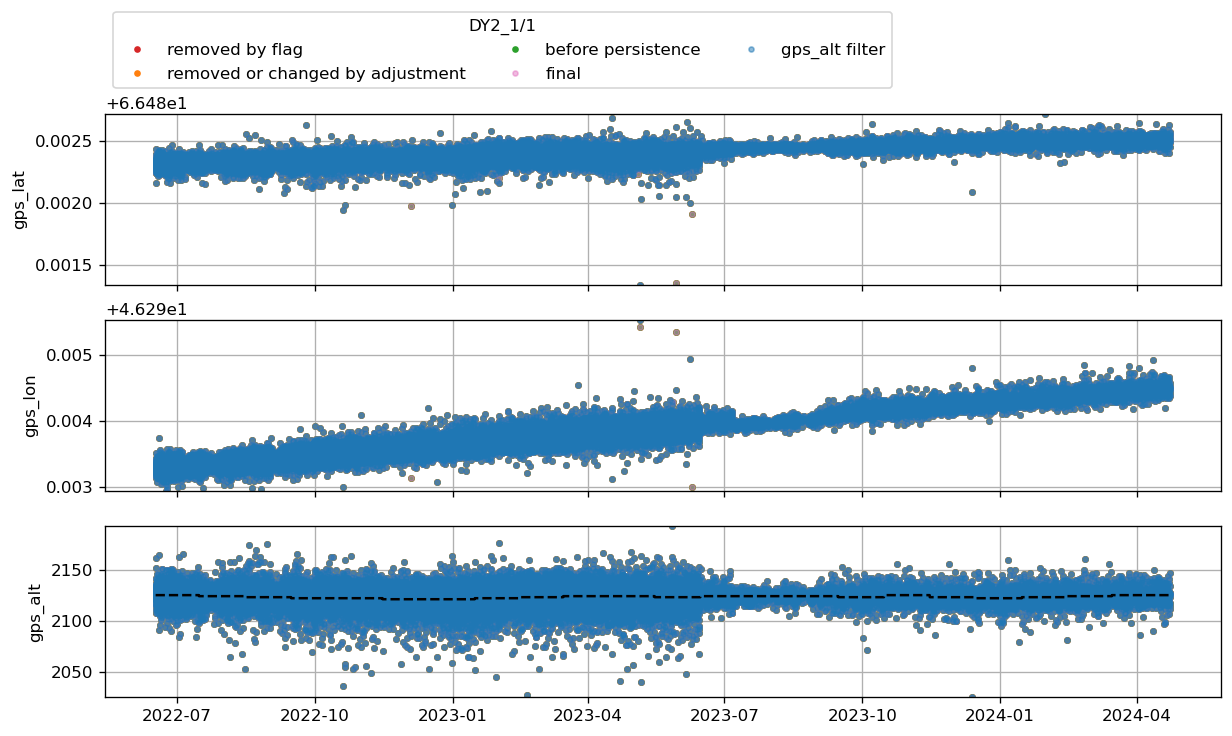 DY2_1/1
removed by flag
before persistence
gps_alt filter
removed or changed by adjustment
final
+6.648e1
0.0025
0.0020
0.0015
gps_lat
+4.629e1
0.005
0.004
0.003
gps_lon
2150
2100
2050
gps_alt
2022-07
2022-10
2023-01
2023-04
2023-07
2023-10
2024-01
2024-04